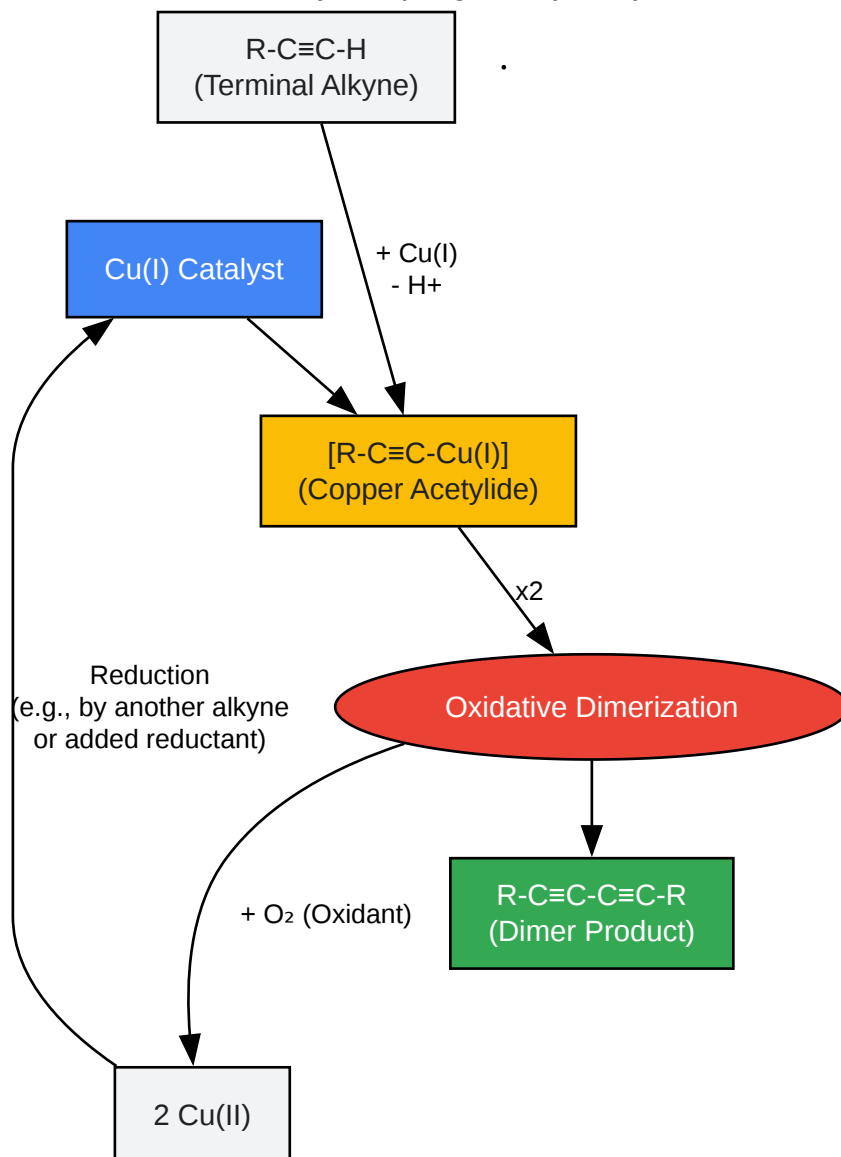 R-C≡C-H
(Terminal Alkyne)
Cu(I) Catalyst
+ Cu(I)
- H+
[R-C≡C-Cu(I)]
(Copper Acetylide)
x2
Reduction
(e.g., by another alkyne
or added reductant)
Oxidative Dimerization
+ O₂ (Oxidant)
R-C≡C-C≡C-R
(Dimer Product)
2 Cu(II)